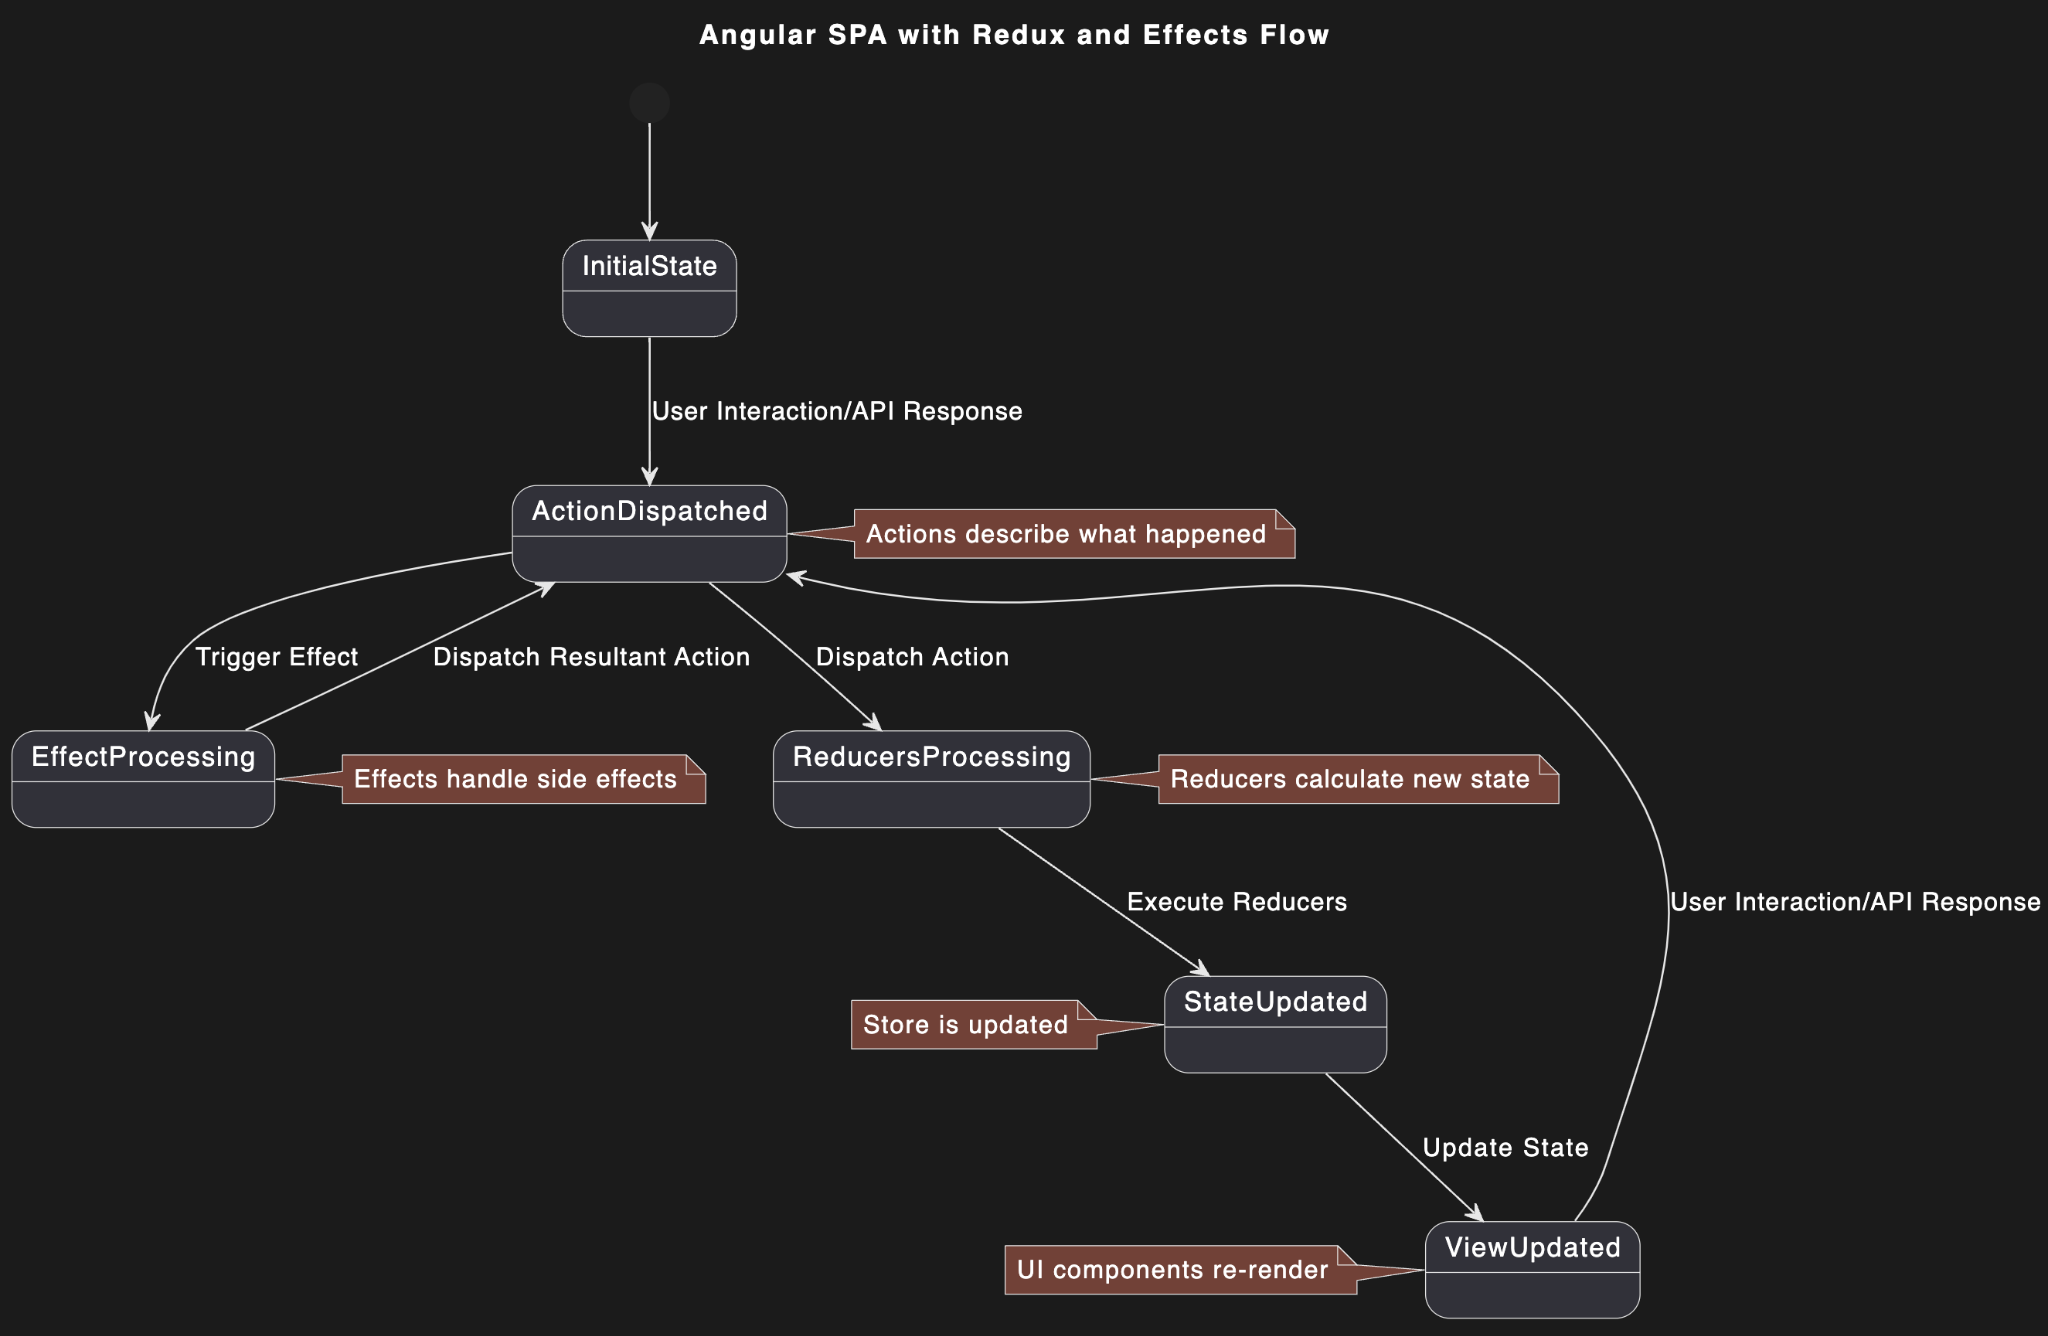 Angular SPA with Redux and Effects Flow
InitialState
User Interaction/API Response
ActionDispatched
Actions describe what happened
Trigger Effect
Dispatch Resultant Action
Dispatch Action
EffectProcessing
Effects handle side effects
ReducersProcessing
Reducers calculate new state
Execute Reducers
User Interaction/API Response
StateUpdated
Store is updated
Update State
ViewUpdated
UI components re-render